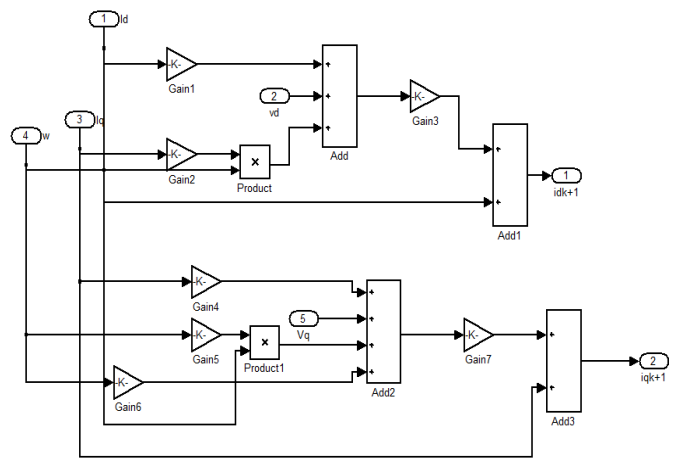 1 Id
-K-
Gain1
+
+
+
Add
2
vd
-K-
Gain3
3 Iq
4 w
-K-
Gain2
×
Product
+
+
Add1
1
idk+1
-K-
Gain4
5
Vq
-K-
Gain5
×
Product1
-K-
Gain6
+
+
+
+
Add2
-K-
Gain7
+
+
Add3
2
iqk+1